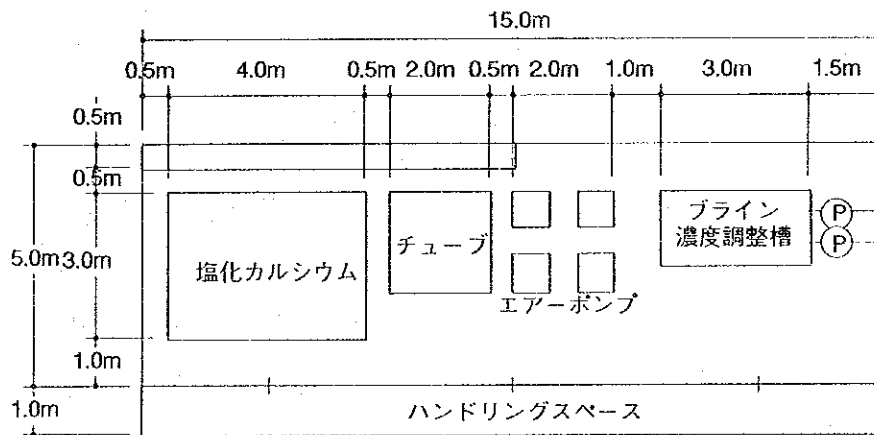 15.0m
0.5m 4.0m 0.5m 2.0m 0.5m 2.0m 1.0m 3.0m 1.5m
0.5m
0.5m
5.0m 3.0m
1.0m
1.0m
塩化カルシウム
チューブ
エアーポンプ
ブライン
濃度調整槽
P
P
ハンドリングスペース